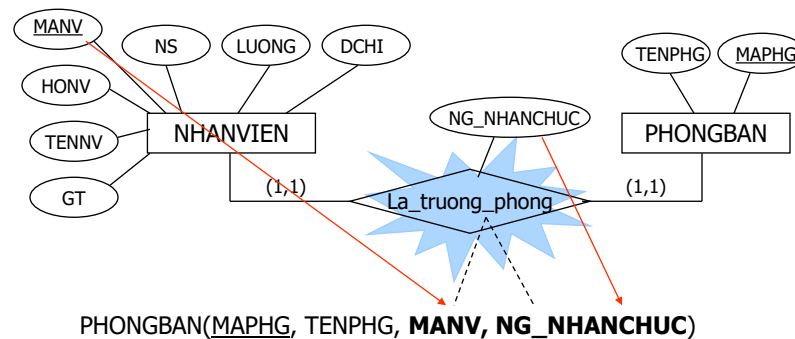 MANV
NS
LUONG
DCHI
TENPHG
MAPHG
HONV
NG_NHANCHUC
NHANVIEN
PHONGBAN
TENNV
GT
(1,1)
(1,1)
La_truong_phong
PHONGBAN(MAPHG, TENPHG, MANV, NG_NHANCHUC)